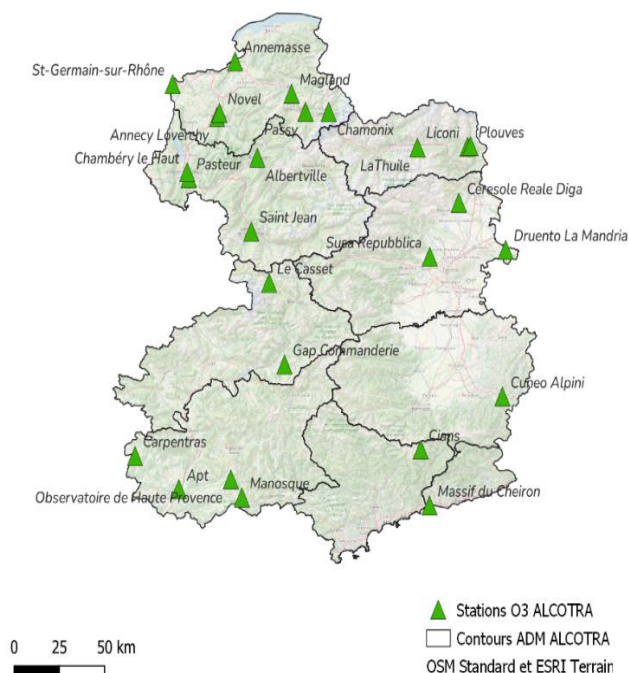 Annemasse
St-Germain-sur-Rhône
Magland
Novel
Annecy Loverchy
Passy
Chamonix
Liconi
Plouves
Chambéry le Haut
Pasteur
LaThuile
Albertville
Ceresole Reale Diga
Saint Jean
Druento La Mandria
Susa Repubblica
Le Casset
Gap Commanderie
Cuneo Alpini
Carpentras
Cians
Apt
Manosque
Observatoire de Haute Provence
Massif du Cheiron
Stations O3 ALCOTRA
Contours ADM ALCOTRA
OSM Standard et ESRI Terrain
0 25 50 km